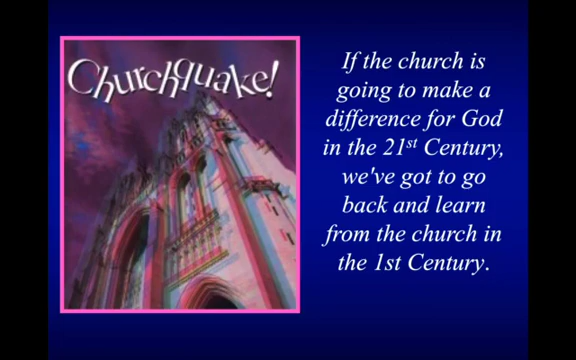 Churchquake!
If the church is
going to make a
difference for God
in the 21st Century,
we've got to go
back and learn
from the church in
the 1st Century.